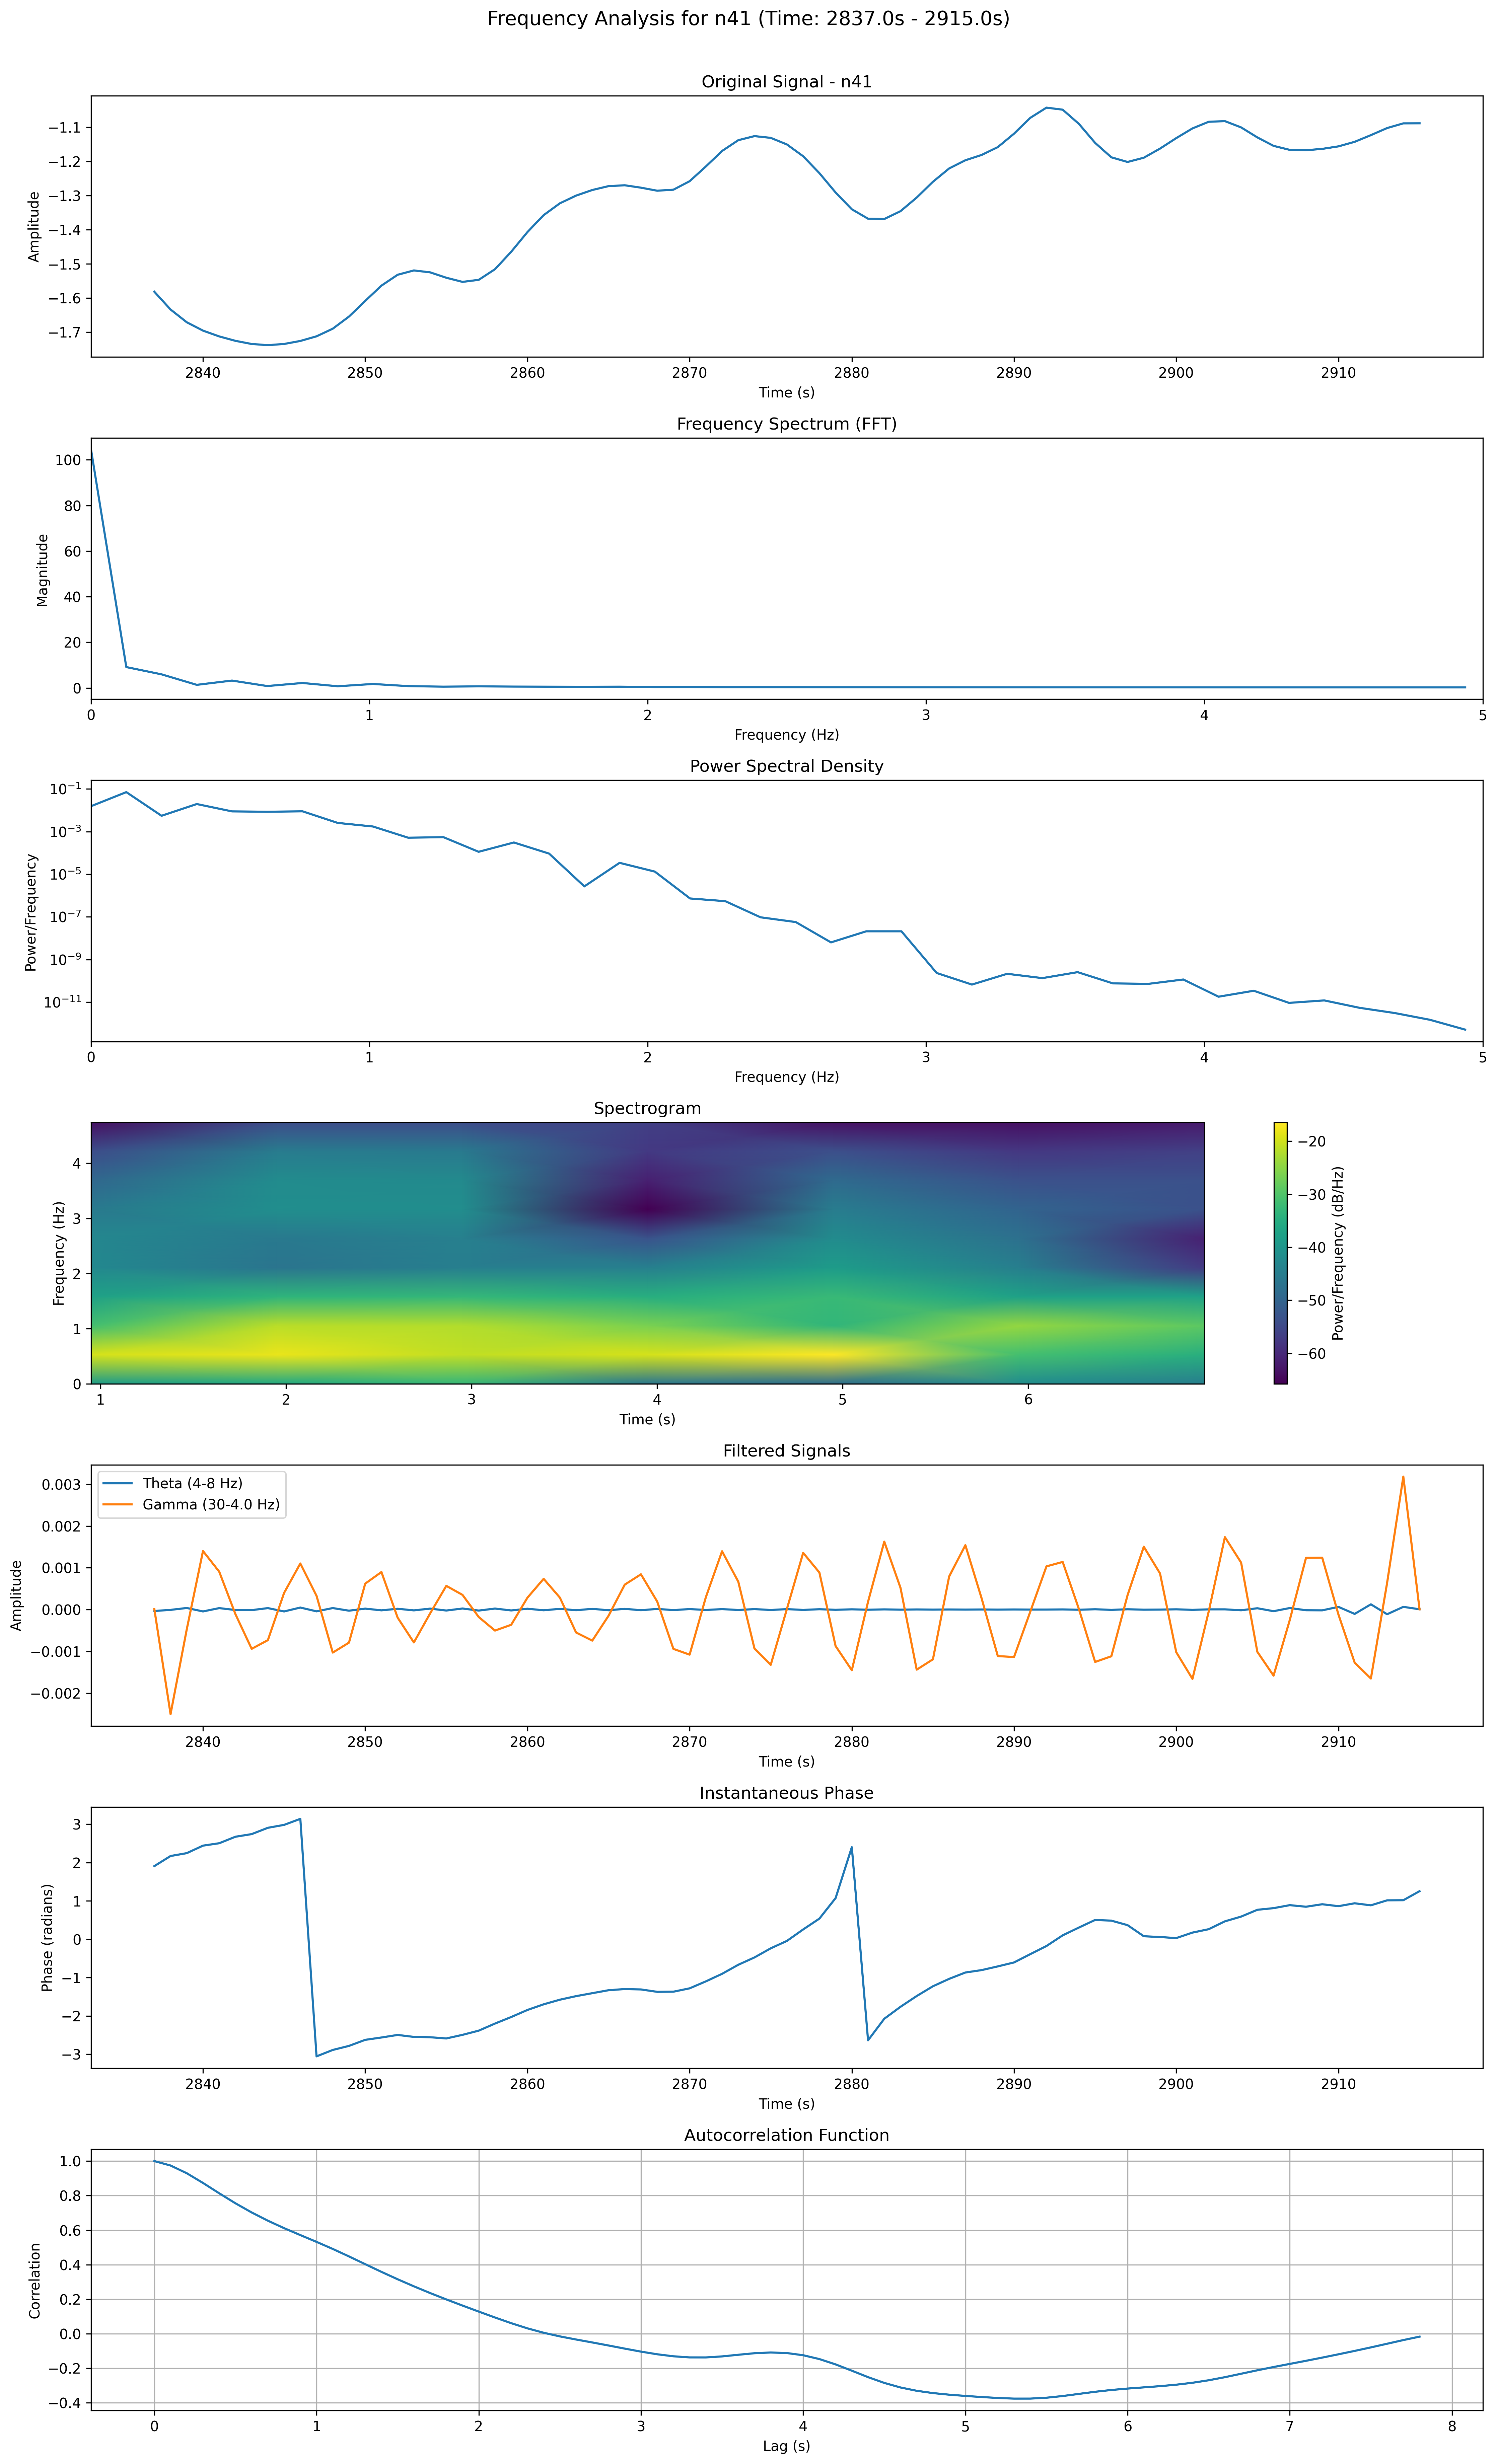 Frequency Analysis for n41 (Time: 2837.0s - 2915.0s)
Original Signal - n41
Amplitude
−1.1
−1.2
−1.3
−1.4
−1.5
−1.6
−1.7
2840 2850 2860 2870 2880 2890 2900 2910
Time (s)
Frequency Spectrum (FFT)
Magnitude
100
80
60
40
20
0
0 1 2 3 4 5
Frequency (Hz)
Power Spectral Density
Power/Frequency
10⁻¹
10⁻³
10⁻⁵
10⁻⁷
10⁻⁹
10⁻¹¹
0 1 2 3 4 5
Frequency (Hz)
Spectrogram
Frequency (Hz)
4
3
2
1
0
1 2 3 4 5 6
Time (s)
−20
−30
−40
−50
−60
Power/Frequency (dB/Hz)
Filtered Signals
Theta (4-8 Hz)
Gamma (30-4.0 Hz)
Amplitude
0.003
0.002
0.001
0.000
−0.001
−0.002
2840 2850 2860 2870 2880 2890 2900 2910
Time (s)
Instantaneous Phase
Phase (radians)
3
2
1
0
−1
−2
−3
2840 2850 2860 2870 2880 2890 2900 2910
Time (s)
Autocorrelation Function
Correlation
1.0
0.8
0.6
0.4
0.2
0.0
−0.2
−0.4
0 1 2 3 4 5 6 7 8
Lag (s)